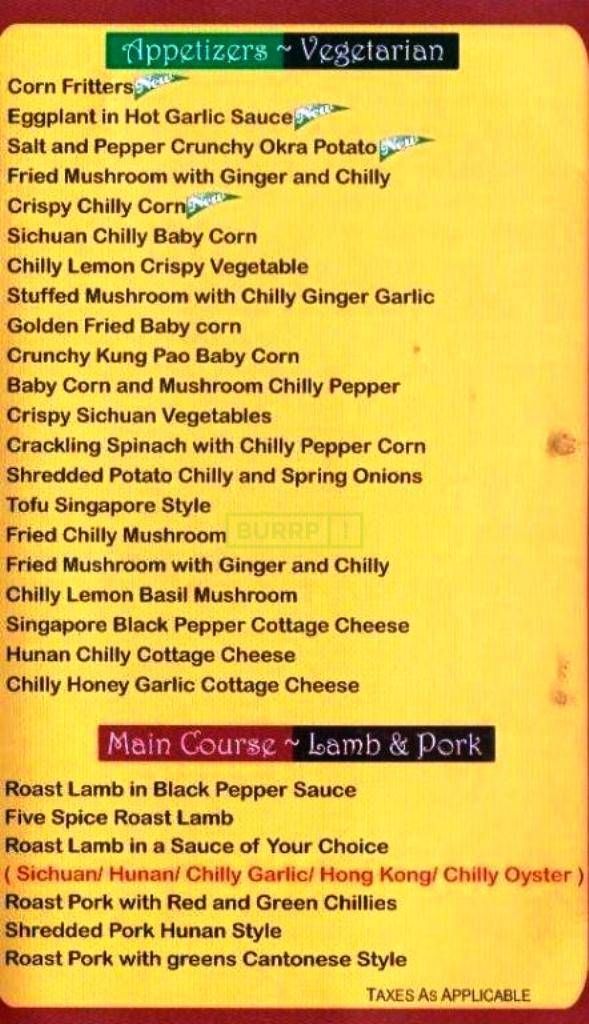 Appetizers ~ Vegetarian
Corn Fritters New
Eggplant in Hot Garlic Sauce New
Salt and Pepper Crunchy Okra Potato New
Fried Mushroom with Ginger and Chilly
Crispy Chilly Corn New
Sichuan Chilly Baby Corn
Chilly Lemon Crispy Vegetable
Stuffed Mushroom with Chilly Ginger Garlic
Golden Fried Baby corn
Crunchy Kung Pao Baby Corn
Baby Corn and Mushroom Chilly Pepper
Crispy Sichuan Vegetables
Crackling Spinach with Chilly Pepper Corn
Shredded Potato Chilly and Spring Onions
Tofu Singapore Style
Fried Chilly Mushroom
BURRP!
Fried Mushroom with Ginger and Chilly
Chilly Lemon Basil Mushroom
Singapore Black Pepper Cottage Cheese
Hunan Chilly Cottage Cheese
Chilly Honey Garlic Cottage Cheese
Main Course ~ Lamb & Pork
Roast Lamb in Black Pepper Sauce
Five Spice Roast Lamb
Roast Lamb in a Sauce of Your Choice
( Sichuan/ Hunan/ Chilly Garlic/ Hong Kong/ Chilly Oyster )
Roast Pork with Red and Green Chillies
Shredded Pork Hunan Style
Roast Pork with greens Cantonese Style
TAXES AS APPLICABLE